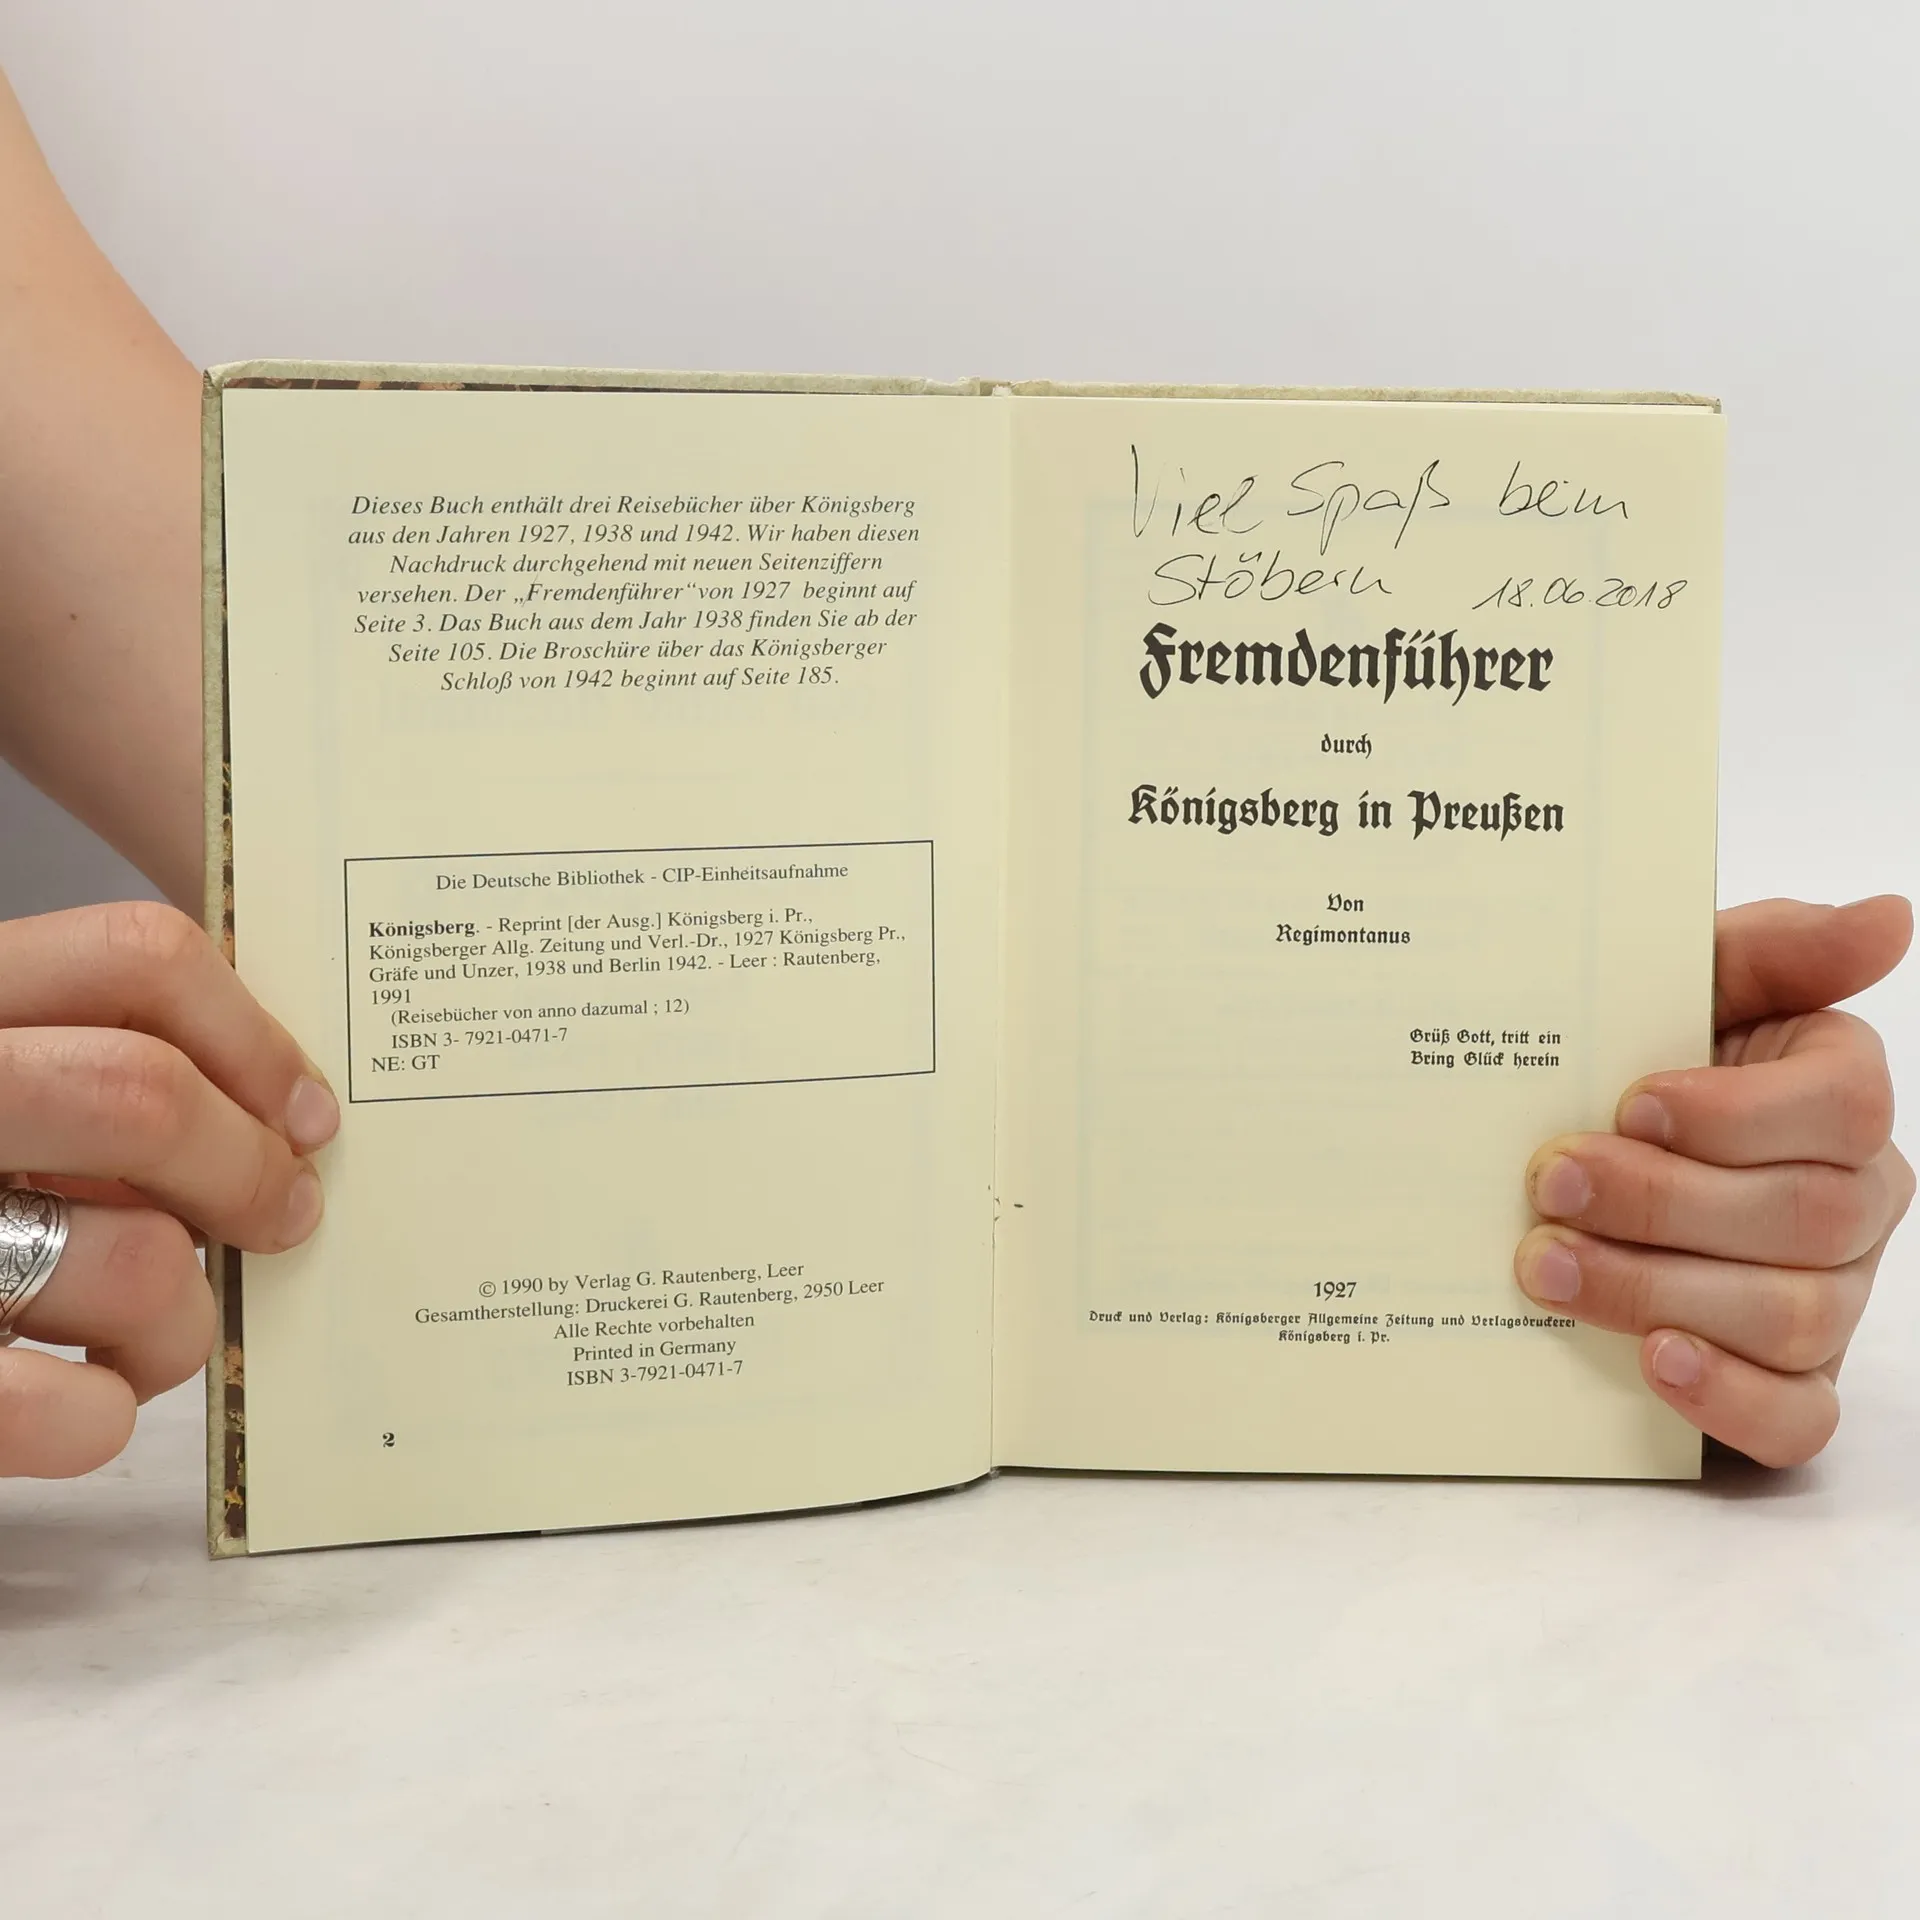 Dieses Buch enthält drei Reisebücher über Königsberg
aus den Jahren 1927, 1938 und 1942. Wir haben diesen
Nachdruck durchgehend mit neuen Seitenziffern
versehen. Der „Fremdenführer“von 1927 beginnt auf
Seite 3. Das Buch aus dem Jahr 1938 finden Sie ab der
Seite 105. Die Broschüre über das Königsberger
Schloß von 1942 beginnt auf Seite 185.
Die Deutsche Bibliothek - CIP-Einheitsaufnahme
Königsberg. - Reprint [der Ausg.] Königsberg i. Pr.,
Königsberger Allg. Zeitung und Verl.-Dr., 1927 Königsberg Pr.,
Gräfe und Unzer, 1938 und Berlin 1942. - Leer : Rautenberg,
1991
(Reisebücher von anno dazumal ; 12)
ISBN 3- 7921-0471-7
NE: GT
© 1990 by Verlag G. Rautenberg, Leer
Gesamtherstellung: Druckerei G. Rautenberg, 2950 Leer
Alle Rechte vorbehalten
Printed in Germany
ISBN 3-7921-0471-7
2
Viel Spaß beim
Stöbern 18.06.2018
Fremdenführer
durch
Königsberg in Preußen
Von
Regimontanus
Grüß Gott, tritt ein
Bring Glück herein
1927
Druck und Verlag: Königsberger Allgemeine Zeitung und Verlagsdruckerei
Königsberg i. Pr.